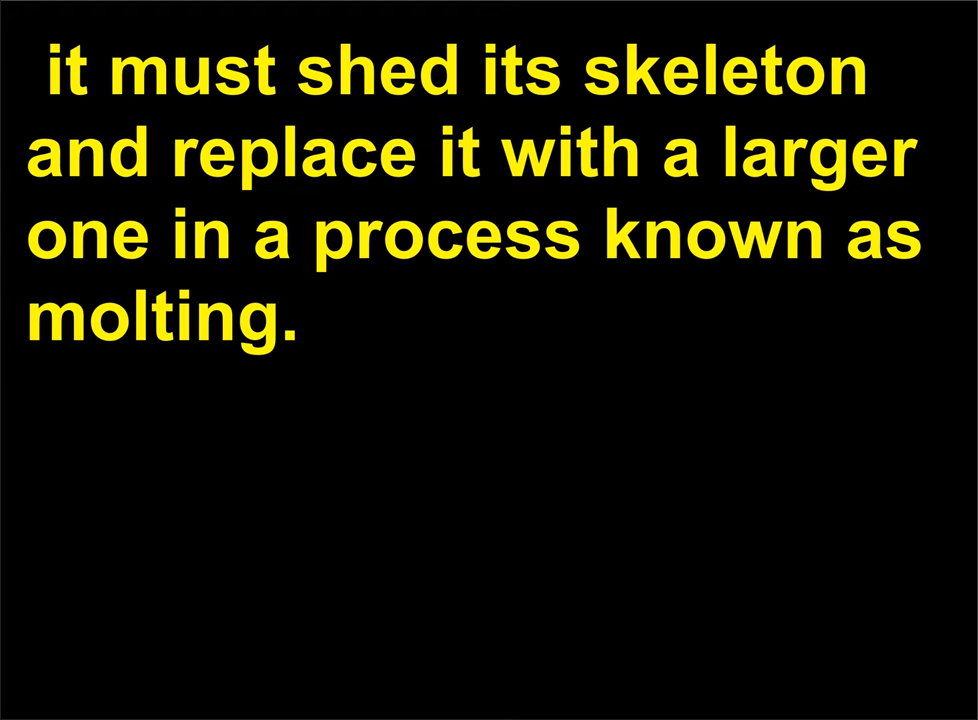 it must shed its skeleton
and replace it with a larger
one in a process known as
molting.